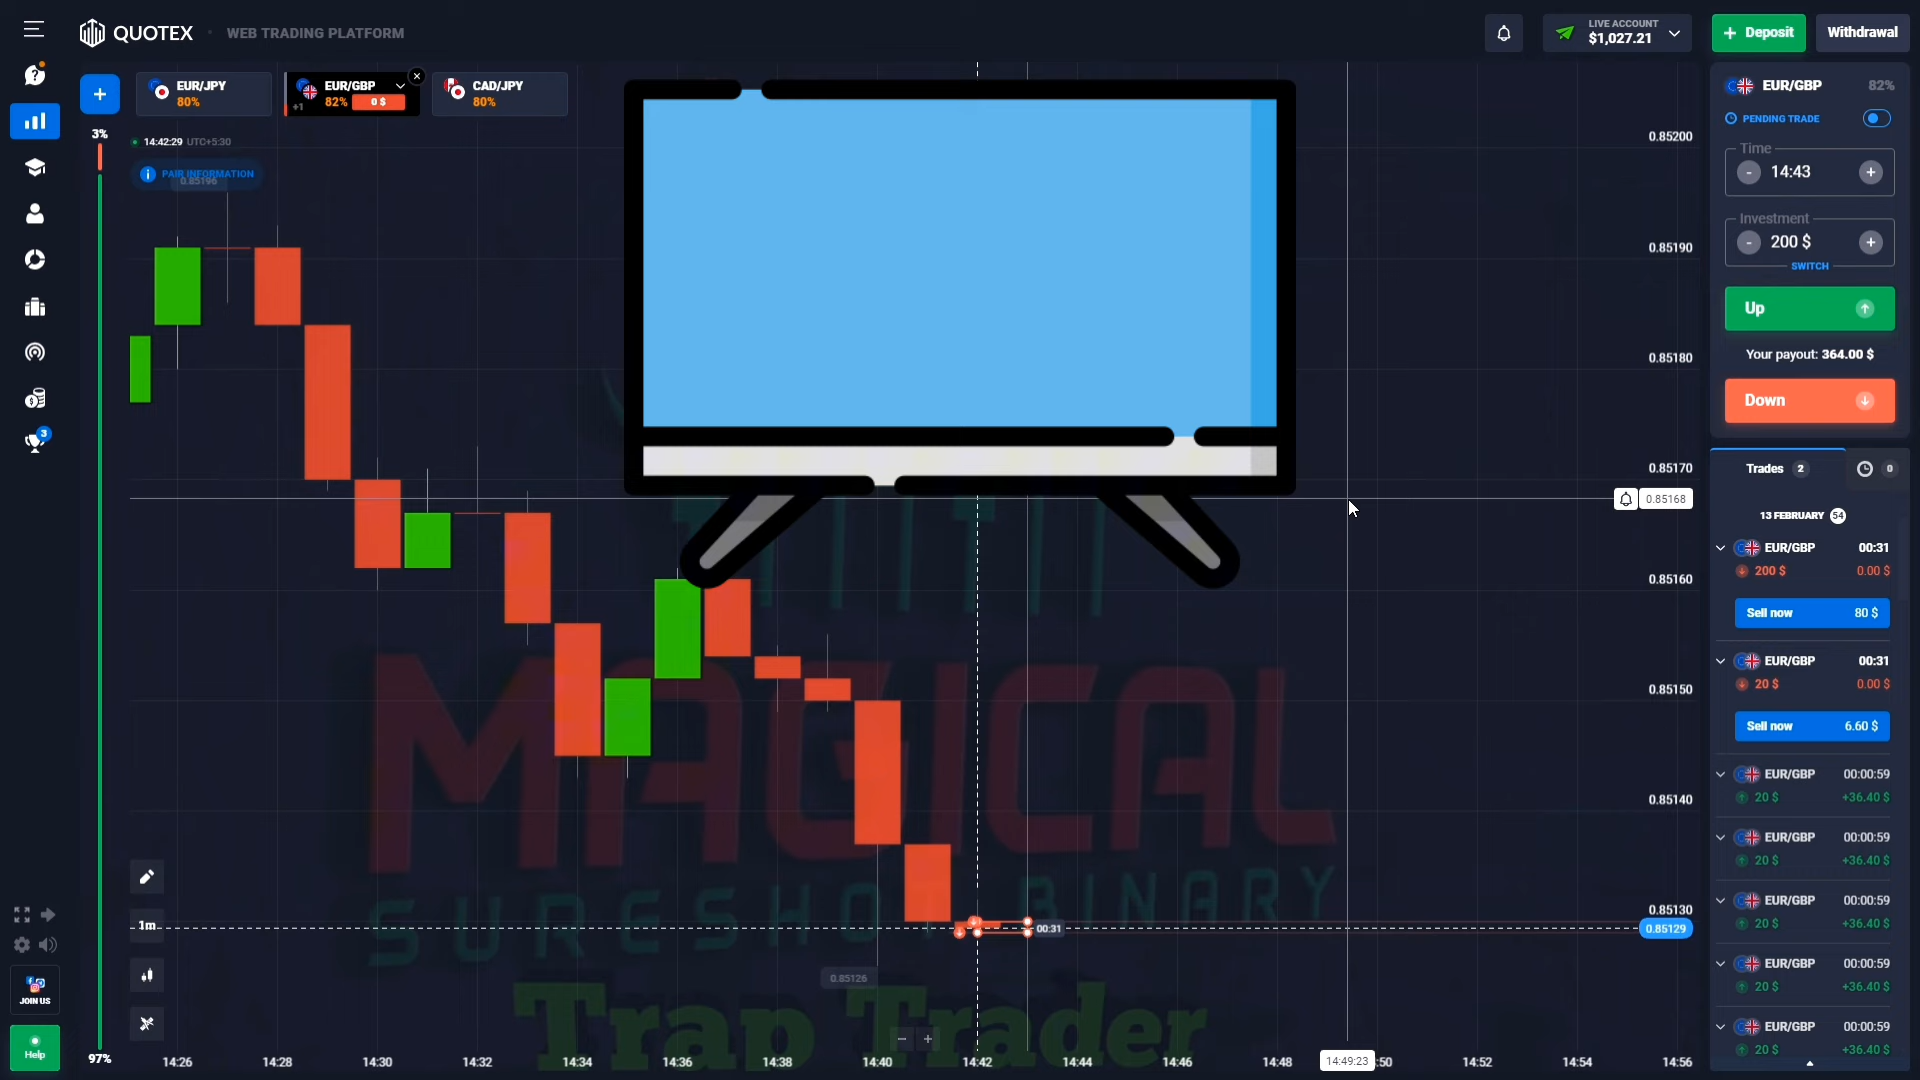 QUOTEX
WEB TRADING PLATFORM
LIVE ACCOUNT
$1,027.21
+ Deposit
Withdrawal
EUR/JPY
80%
EUR/GBP
+1
82%
0 $
CAD/JPY
80%
3%
14:42:29 UTC+5:30
PAIR INFORMATION
0.85196
0.85200
0.85190
0.85180
0.85170
0.85168
0.85160
0.85150
0.85140
0.85130
0.85129
0.85126
00:31
MAGICAL
SURESHOT BINARY
Trap Trader
1m
3
JOIN US
Help
97%
14:26
14:28
14:30
14:32
14:34
14:36
14:38
14:40
14:42
14:44
14:46
14:48
14:49:23
:50
14:52
14:54
14:56
EUR/GBP
82%
PENDING TRADE
Time
- 14:43 +
Investment
- 200 $ +
SWITCH
Up
Your payout: 364.00 $
Down
Trades 2
0
13 FEBRUARY 54
EUR/GBP 00:31
200 $ 0.00 $
Sell now 80 $
EUR/GBP 00:31
20 $ 0.00 $
Sell now 6.60 $
EUR/GBP 00:00:59
20 $ +36.40 $
EUR/GBP 00:00:59
20 $ +36.40 $
EUR/GBP 00:00:59
20 $ +36.40 $
EUR/GBP 00:00:59
20 $ +36.40 $
EUR/GBP 00:00:59
20 $ +36.40 $